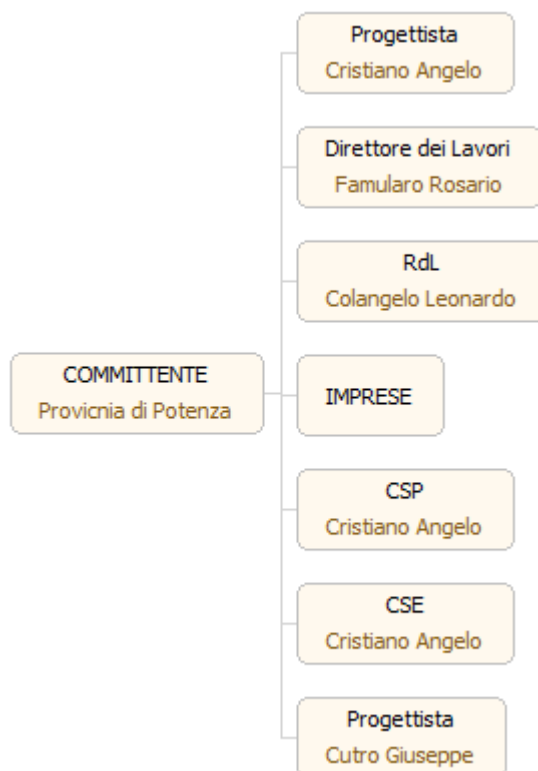 Progettista
Cristiano Angelo
Direttore dei Lavori
Famularo Rosario
RdL
Colangelo Leonardo
COMMITTENTE
Provicnia di Potenza
IMPRESE
CSP
Cristiano Angelo
CSE
Cristiano Angelo
Progettista
Cutro Giuseppe